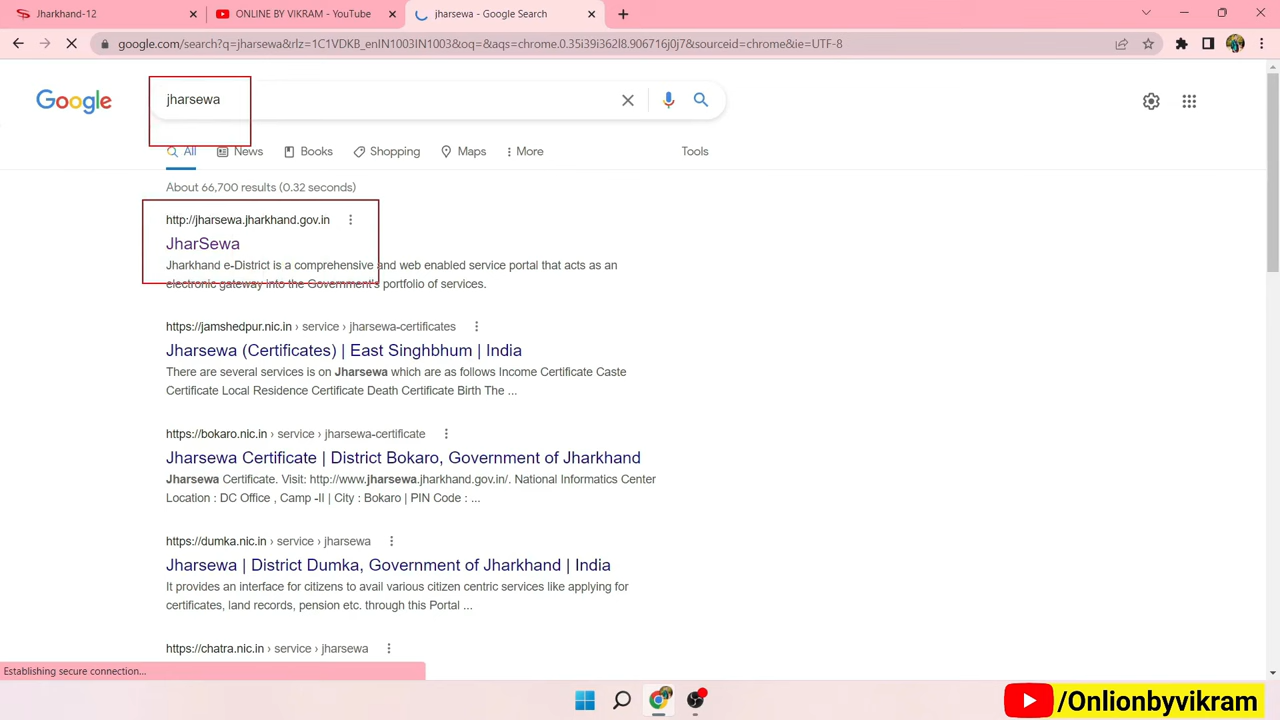 Jharkhand-12
ONLINE BY VIKRAM - YouTube
jharsewa - Google Search
google.com/search?q=jharsewa&rlz=1C1VDKB_enIN1003IN1003&oq=&aqs=chrome.0.35i39i362l8.906716j0j7&sourceid=chrome&ie=UTF-8
Google
jharsewa
All News Books Shopping Maps More Tools
About 66,700 results (0.32 seconds)
http://jharsewa.jharkhand.gov.in
JharSewa
Jharkhand e-District is a comprehensive and web enabled service portal that acts as an
electronic gateway into the Government's portfolio of services.
https://jamshedpur.nic.in › service › jharsewa-certificates
Jharsewa (Certificates) | East Singhbhum | India
There are several services is on Jharsewa which are as follows Income Certificate Caste
Certificate Local Residence Certificate Death Certificate Birth The ...
https://bokaro.nic.in › service › jharsewa-certificate
Jharsewa Certificate | District Bokaro, Government of Jharkhand
Jharsewa Certificate. Visit: http://www.jharsewa.jharkhand.gov.in/. National Informatics Center
Location : DC Office , Camp -II | City : Bokaro | PIN Code : ...
https://dumka.nic.in › service › jharsewa
Jharsewa | District Dumka, Government of Jharkhand | India
It provides an interface for citizens to avail various citizen centric services like applying for
certificates, land records, pension etc. through this Portal ...
https://chatra.nic.in › service › jharsewa
Establishing secure connection...
/Onlionbyvikram